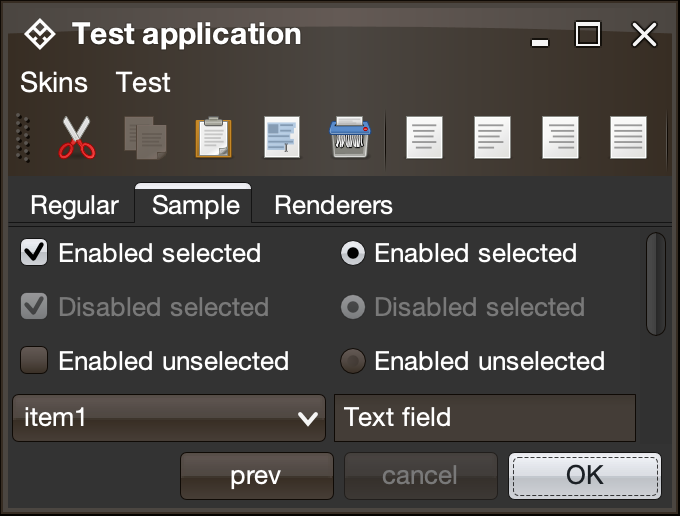 Test application
Skins Test
Regular Sample Renderers
Enabled selected Enabled selected
Disabled selected Disabled selected
Enabled unselected Enabled unselected
item1 Text field
prev cancel OK